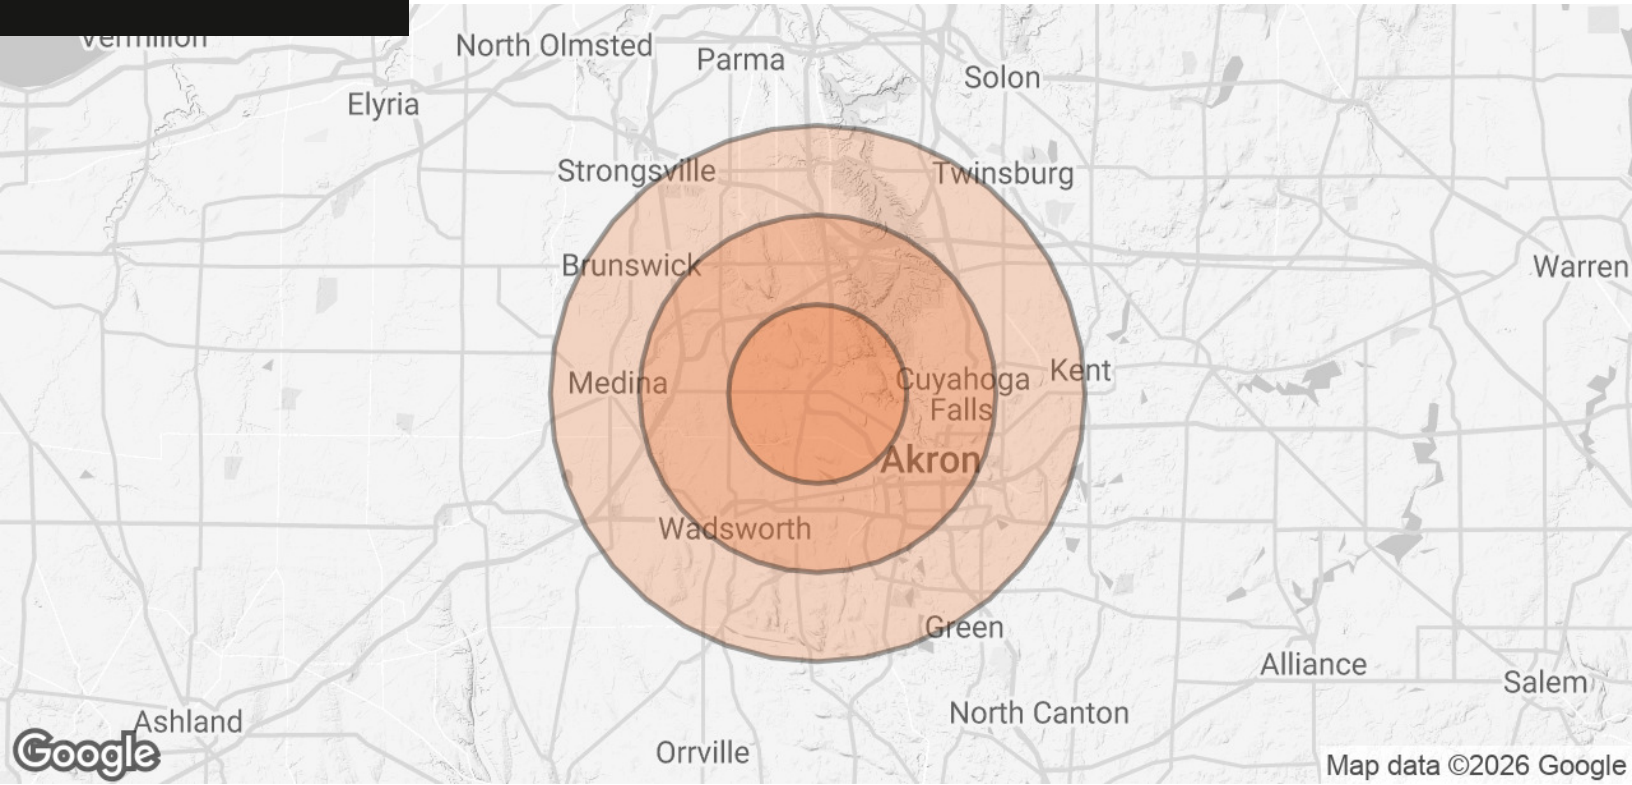 Vermilion
North Olmsted
Parma
Solon
Elyria
Strongsville
Twinsburg
Brunswick
Warren
Medina
Cuyahoga
Falls
Kent
Akron
Wadsworth
Green
Alliance
Salem
Ashland
North Canton
Orrville
Google
Map data ©2026 Google